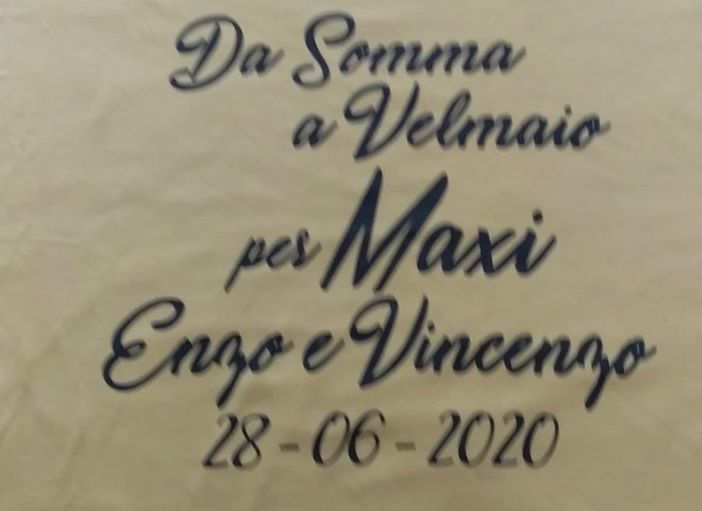 Da Somma
a Velmaio
per Maxi
Enzo e Vincenzo
28-06-2020